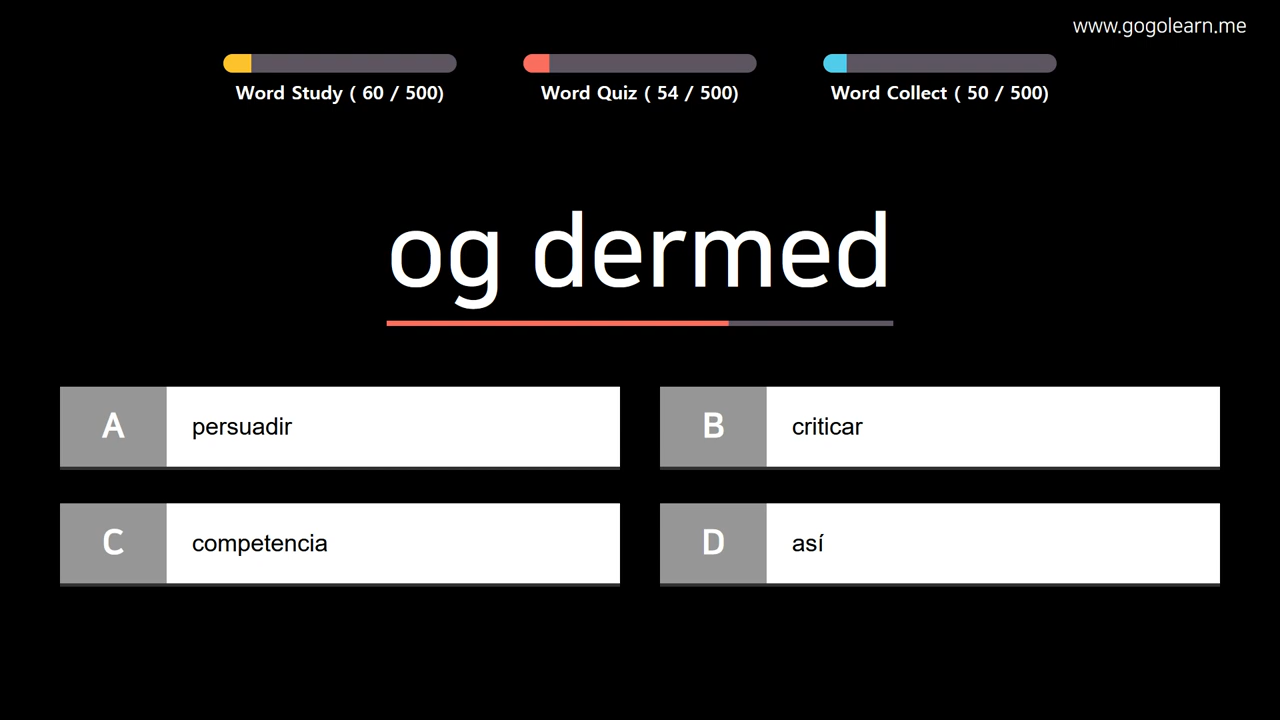 www.gogolearn.me
Word Study ( 60 / 500)
Word Quiz ( 54 / 500)
Word Collect ( 50 / 500)
og dermed
A persuadir
B criticar
C competencia
D así